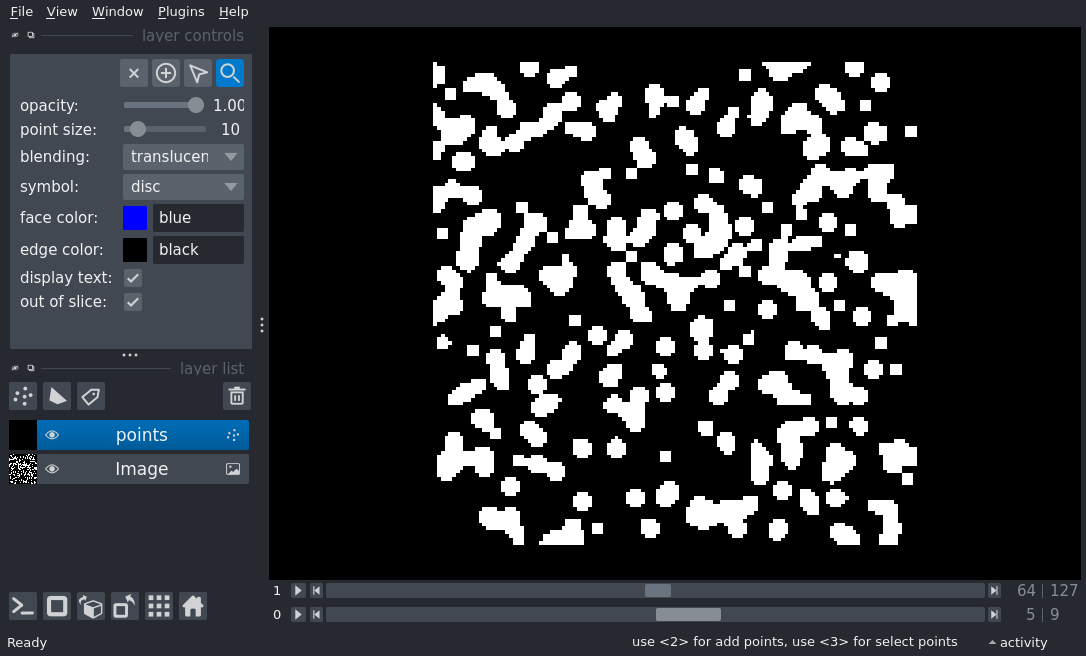 File View Window Plugins Help
layer controls
opacity: 1.00
point size: 10
blending: translucen
symbol: disc
face color: blue
edge color: black
display text:
out of slice:
layer list
points
Image
1 64 | 127
0 5 | 9
Ready use <2> for add points, use <3> for select points activity